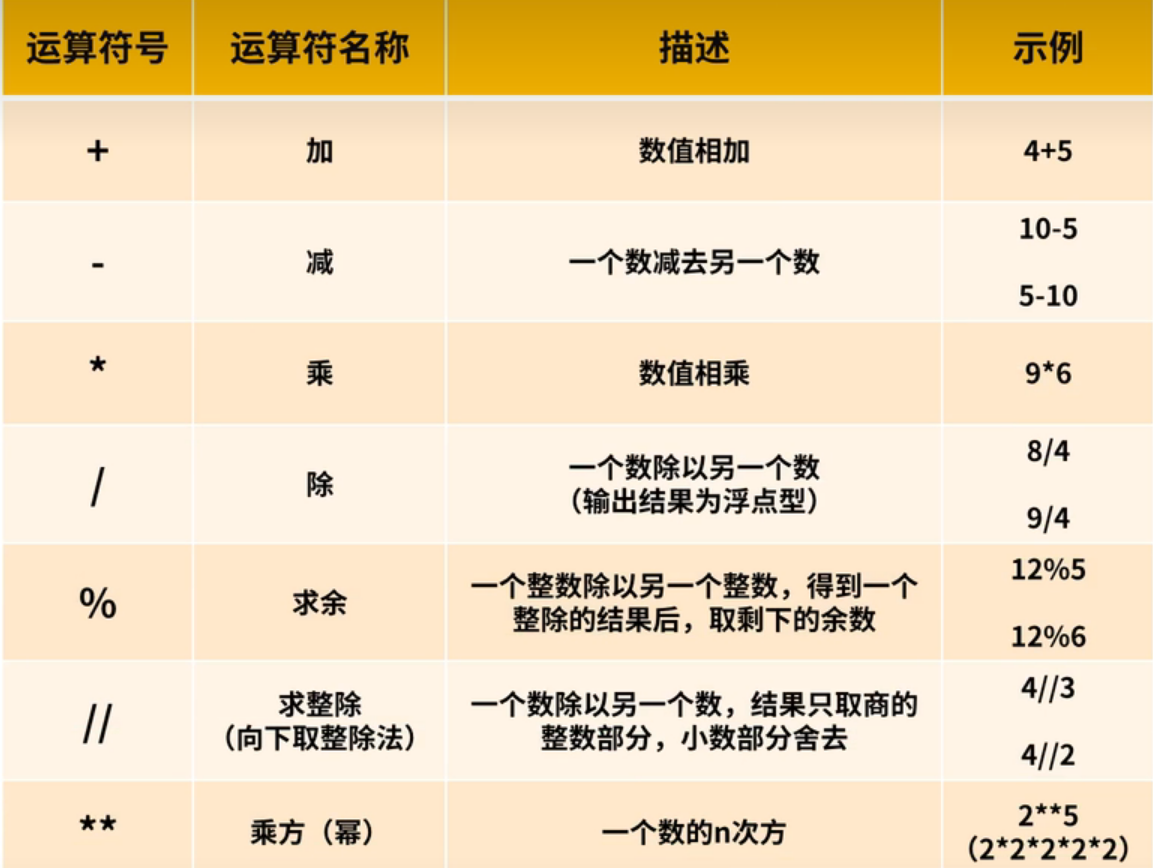 运算符号 运算符名称 描述 示例
+ 加 数值相加 4+5
- 减 一个数减去另一个数 10-5
5-10
* 乘 数值相乘 9*6
/ 除 一个数除以另一个数
（输出结果为浮点型） 8/4
9/4
% 求余 一个整数除以另一个整数，得到一个
整除的结果后，取剩下的余数 12%5
12%6
// 求整除
（向下取整除法） 一个数除以另一个数，结果只取商的
整数部分，小数部分舍去 4//3
4//2
** 乘方（幂） 一个数的n次方 2**5
（2*2*2*2*2）